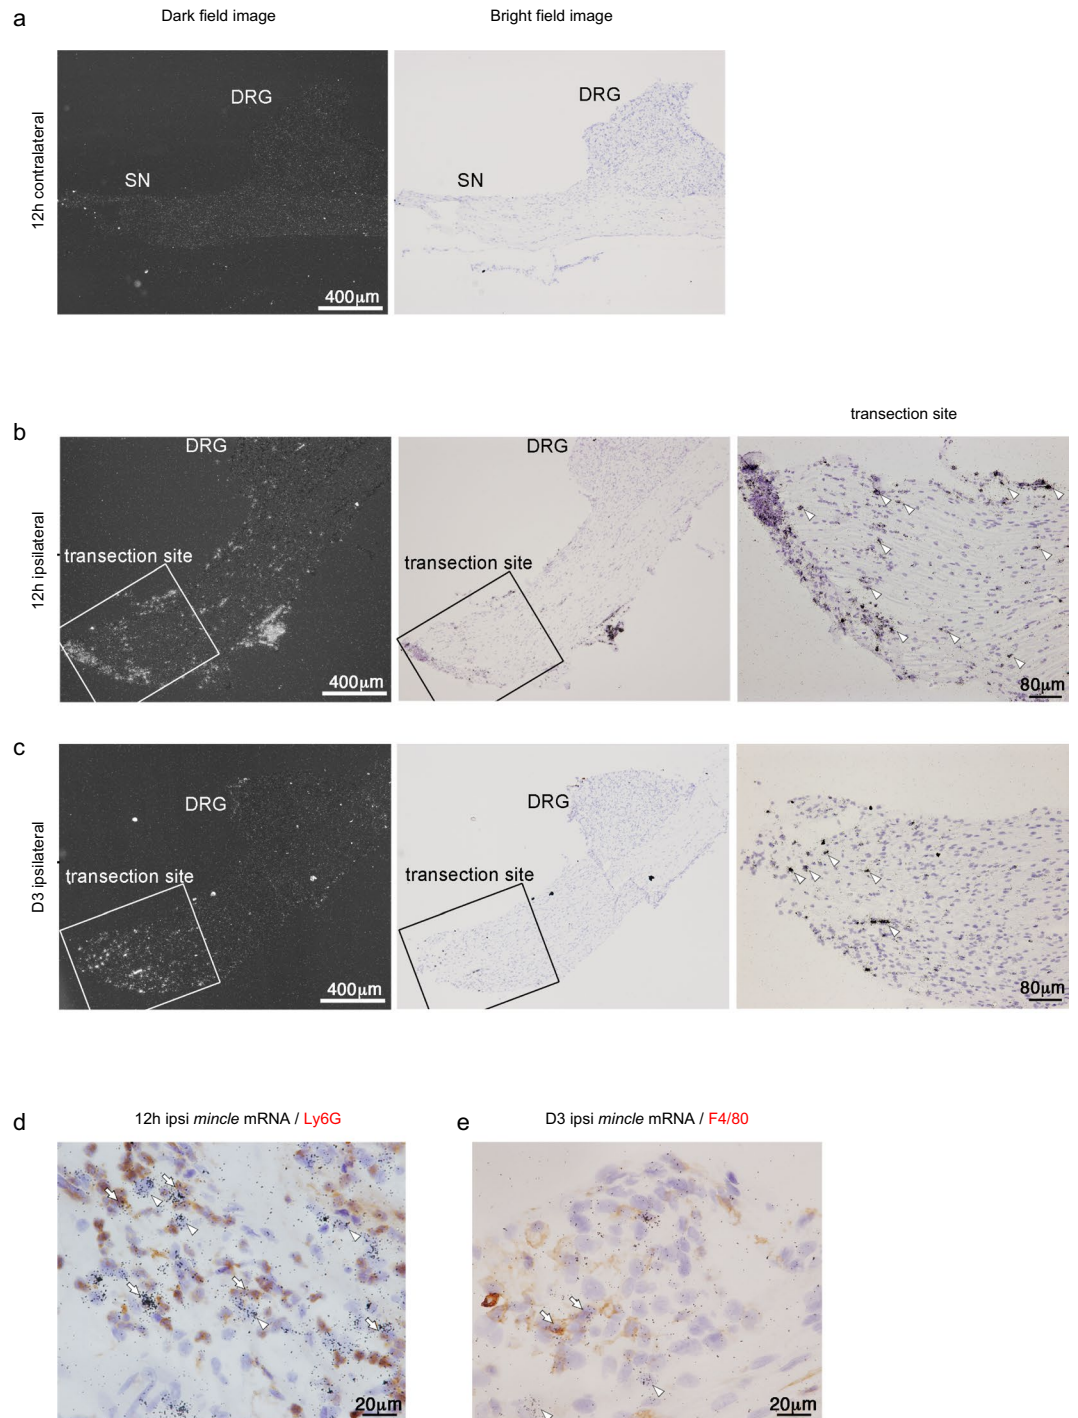 a
Dark field image
Bright field image
12h contralateral
DRG
SN
400μm
DRG
SN
transection site
b
12h ipsilateral
DRG
transection site
400μm
DRG
transection site
80μm
c
D3 ipsilateral
DRG
transection site
400μm
DRG
transection site
80μm
d
12h ipsi mincle mRNA / Ly6G
20μm
e
D3 ipsi mincle mRNA / F4/80
20μm